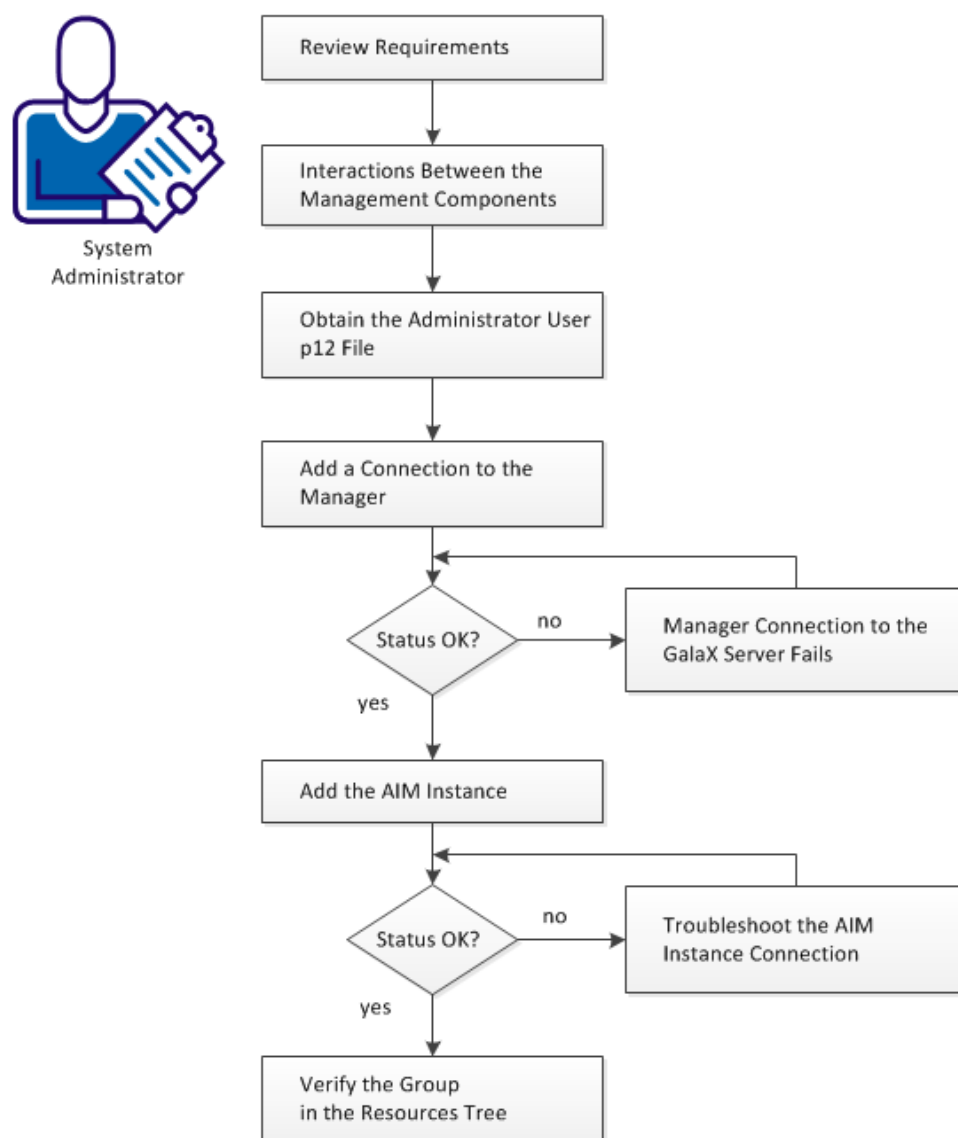 Review Requirements
System
Administrator
Interactions Between the
Management Components
Obtain the Administrator User
p12 File
Add a Connection to the
Manager
Status OK?
no
Manager Connection to the
GalaX Server Fails
yes
Add the AIM Instance
Status OK?
no
Troubleshoot the AIM
Instance Connection
yes
Verify the Group
in the Resources Tree